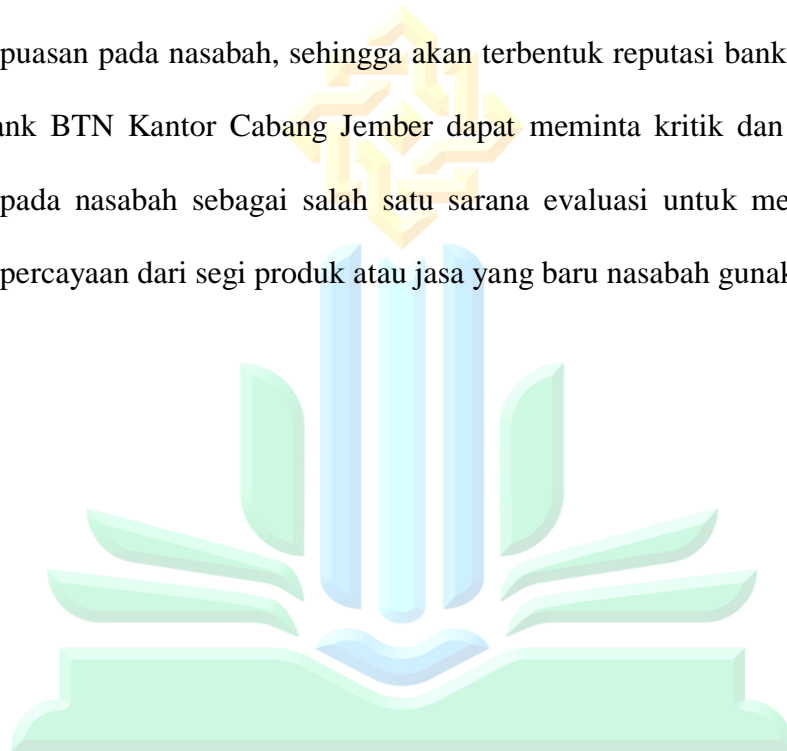 puasan pada nasabah, sehingga akan terbentuk reputasi bank
ank BTN Kantor Cabang Jember dapat meminta kritik dan
pada nasabah sebagai salah satu sarana evaluasi untuk me
percayaan dari segi produk atau jasa yang baru nasabah gunak